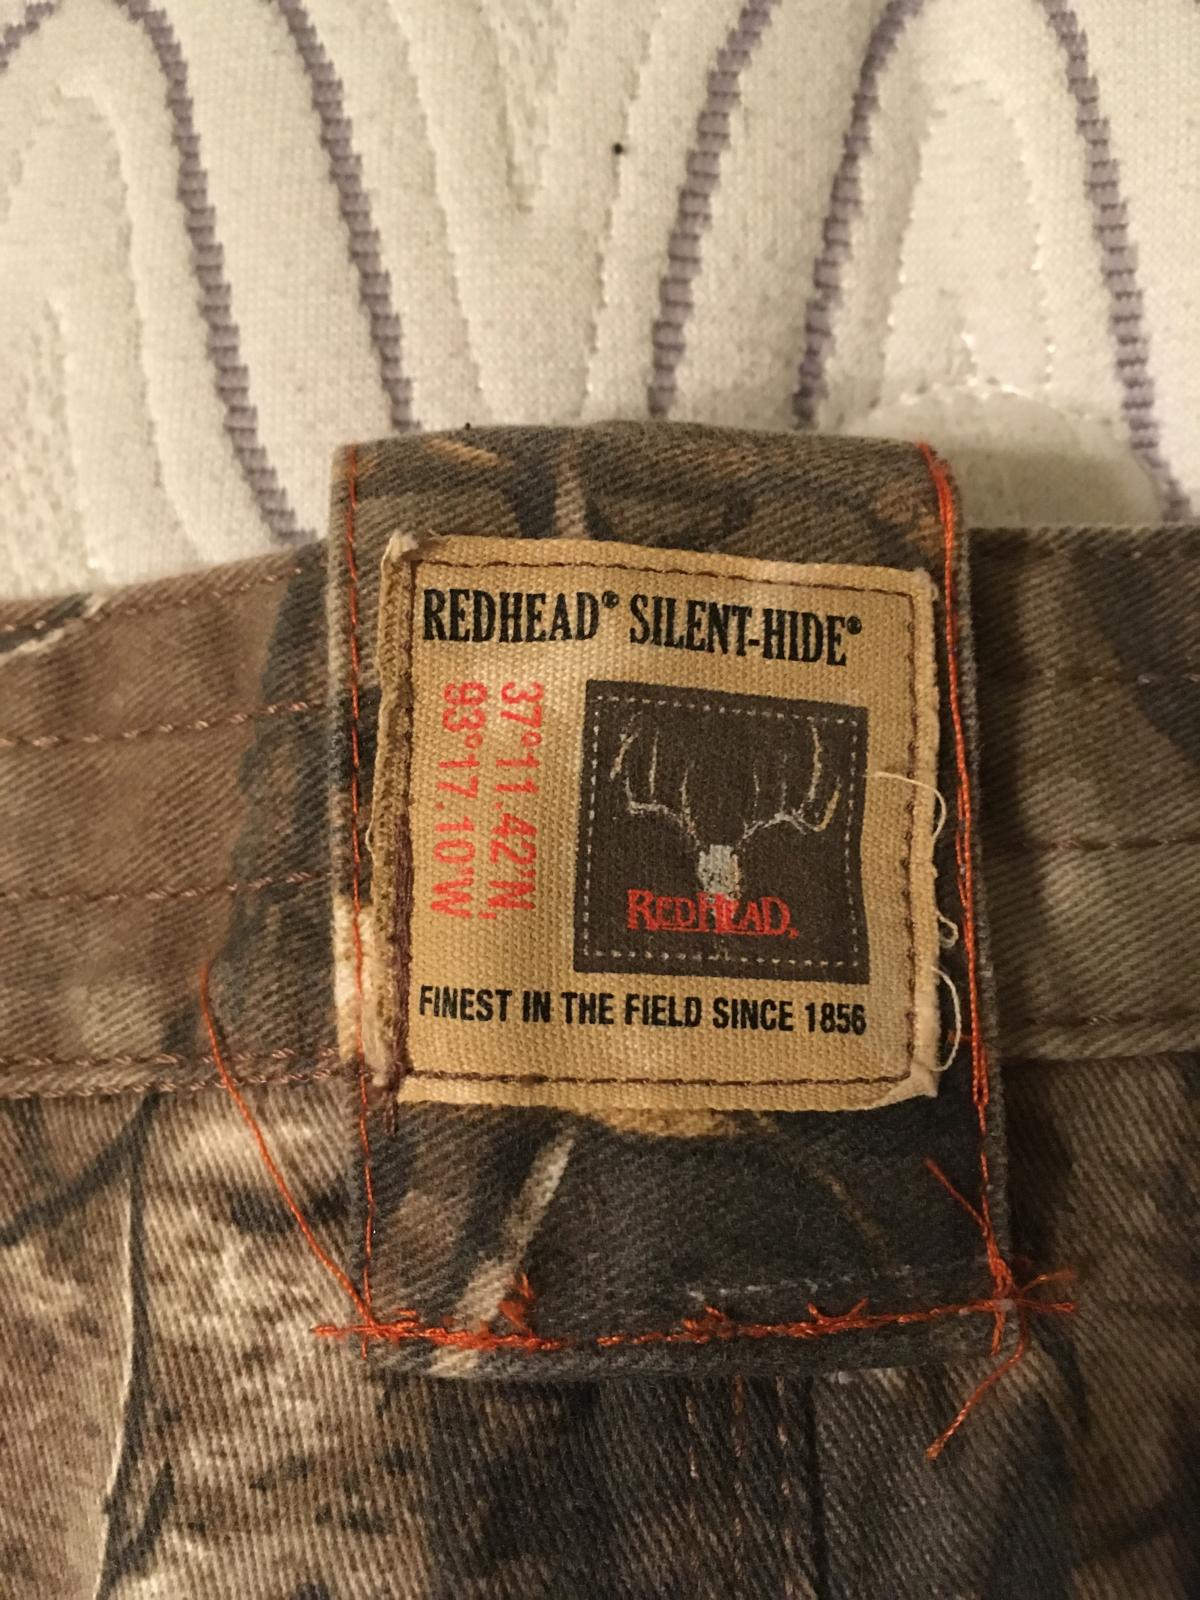 REDHEAD® SILENT-HIDE®
37°11.42'N,
93°17.10'W
REDHEAD.
FINEST IN THE FIELD SINCE 1856